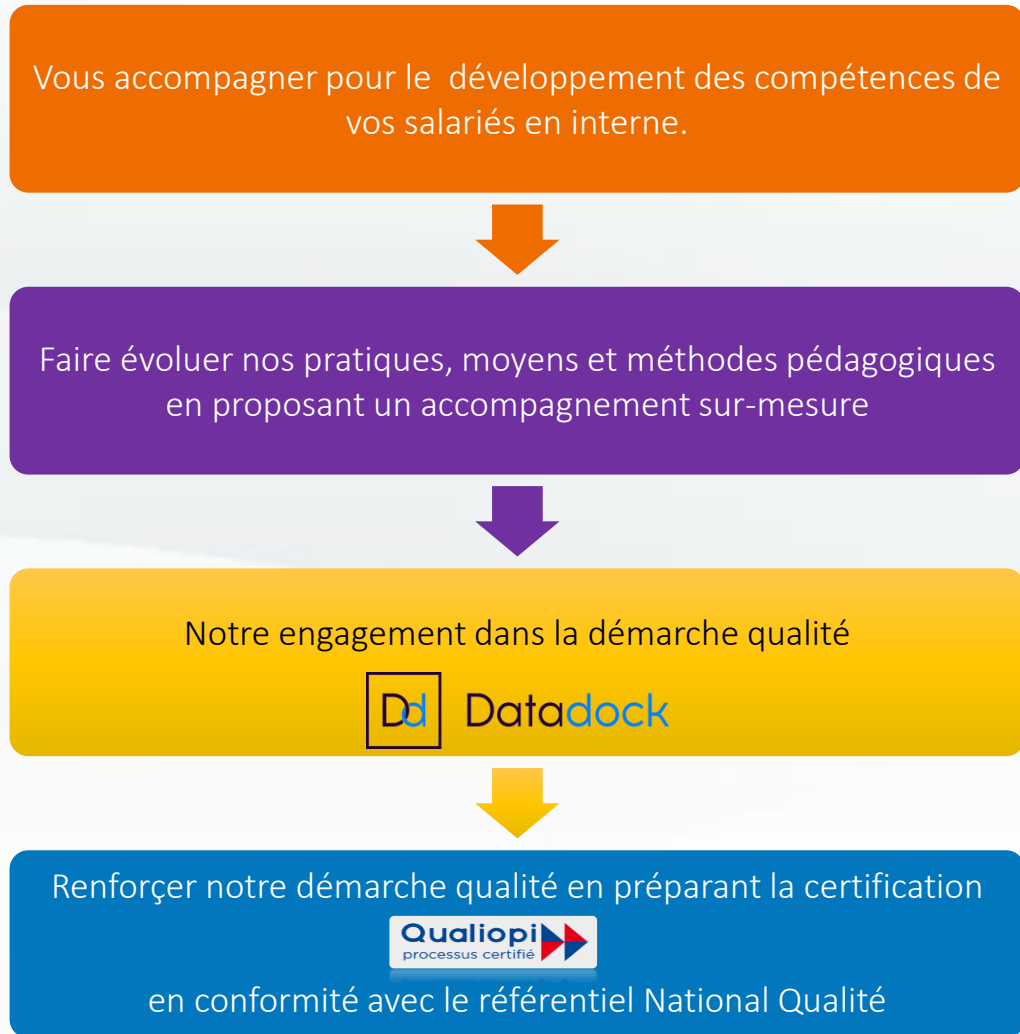 Vous accompagner pour le  développement des compétences de
vos salariés en interne.
Faire évoluer nos pratiques, moyens et méthodes pédagogiques
en proposant un accompagnement sur-mesure
Notre engagement dans la démarche qualité
Dd Datadock
Renforçer notre démarche qualité en préparant la certification
Qualiopi
processus certifié
en conformité avec le référentiel National Qualité